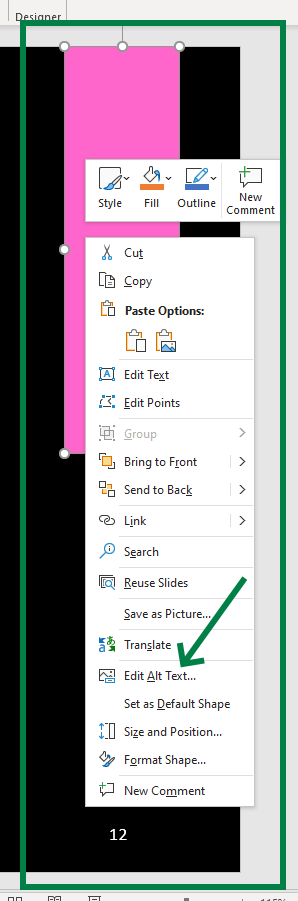 Designer
Style Fill Outline New
Comment
Cut
Copy
Paste Options:
Edit Text
Edit Points
Group
Bring to Front
Send to Back
Link
Search
Reuse Slides
Save as Picture...
Translate
Edit Alt Text...
Set as Default Shape
Size and Position...
Format Shape...
New Comment
12